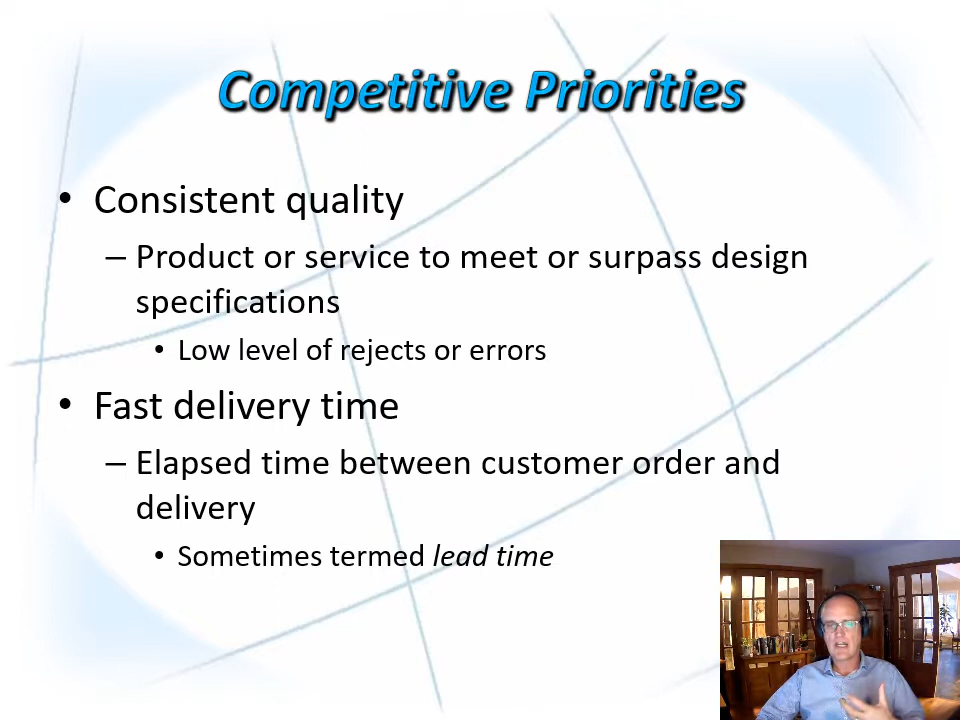 Competitive Priorities
• Consistent quality
– Product or service to meet or surpass design
specifications
• Low level of rejects or errors
• Fast delivery time
– Elapsed time between customer order and
delivery
• Sometimes termed lead time